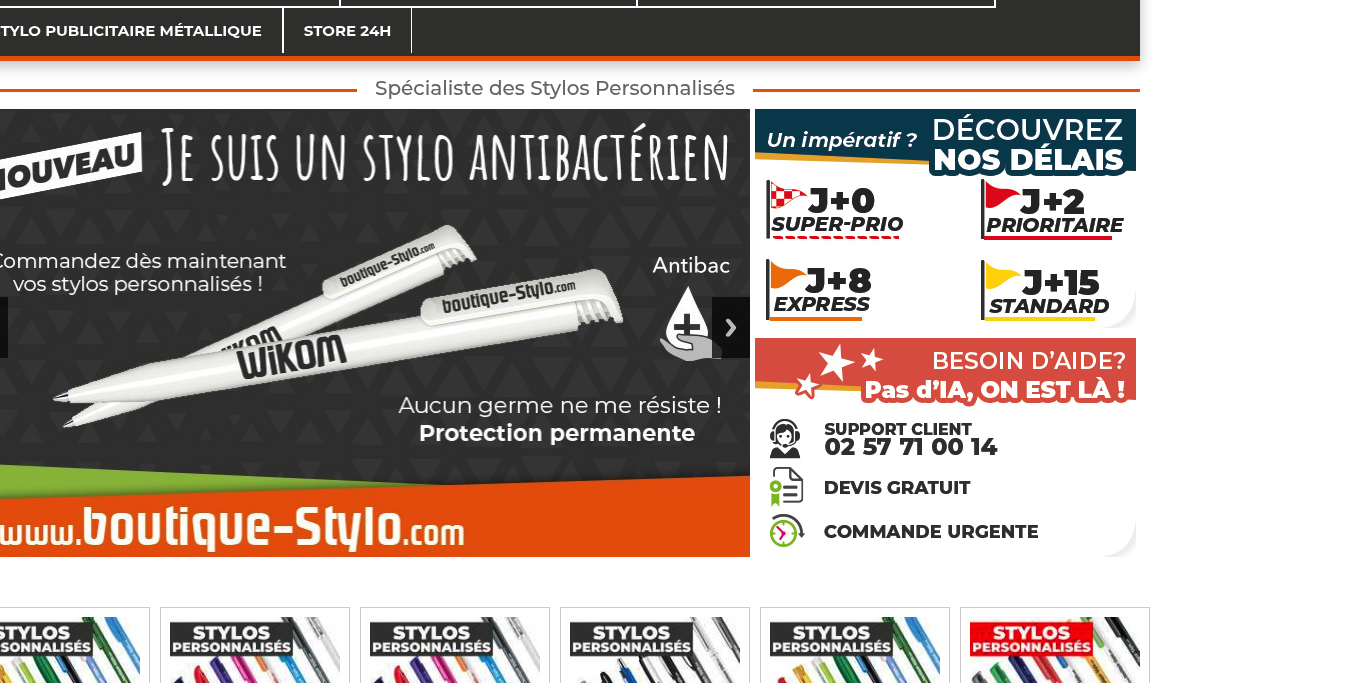 TYLO PUBLICITAIRE MÉTALLIQUE
STORE 24H
Spécialiste des Stylos Personnalisés
NOUVEAU
JE SUIS UN STYLO ANTIBACTÉRIEN
Commandez dès maintenant
vos stylos personnalisés !
boutique-Stylo.com
boutique-Stylo.com
WiKOM
WiKOM
Antibac
Aucun germe ne me résiste !
Protection permanente
www.boutique-Stylo.com
Un impératif ?
DÉCOUVREZ
NOS DÉLAIS
J+0
SUPER-PRIO
J+2
PRIORITAIRE
J+8
EXPRESS
J+15
STANDARD
BESOIN D'AIDE?
Pas d'IA, ON EST LÀ !
SUPPORT CLIENT
02 57 71 00 14
DEVIS GRATUIT
COMMANDE URGENTE
STYLOS
PERSONNALISÉS
STYLOS
PERSONNALISÉS
STYLOS
PERSONNALISÉS
STYLOS
PERSONNALISÉS
STYLOS
PERSONNALISÉS
STYLOS
PERSONNALISÉS